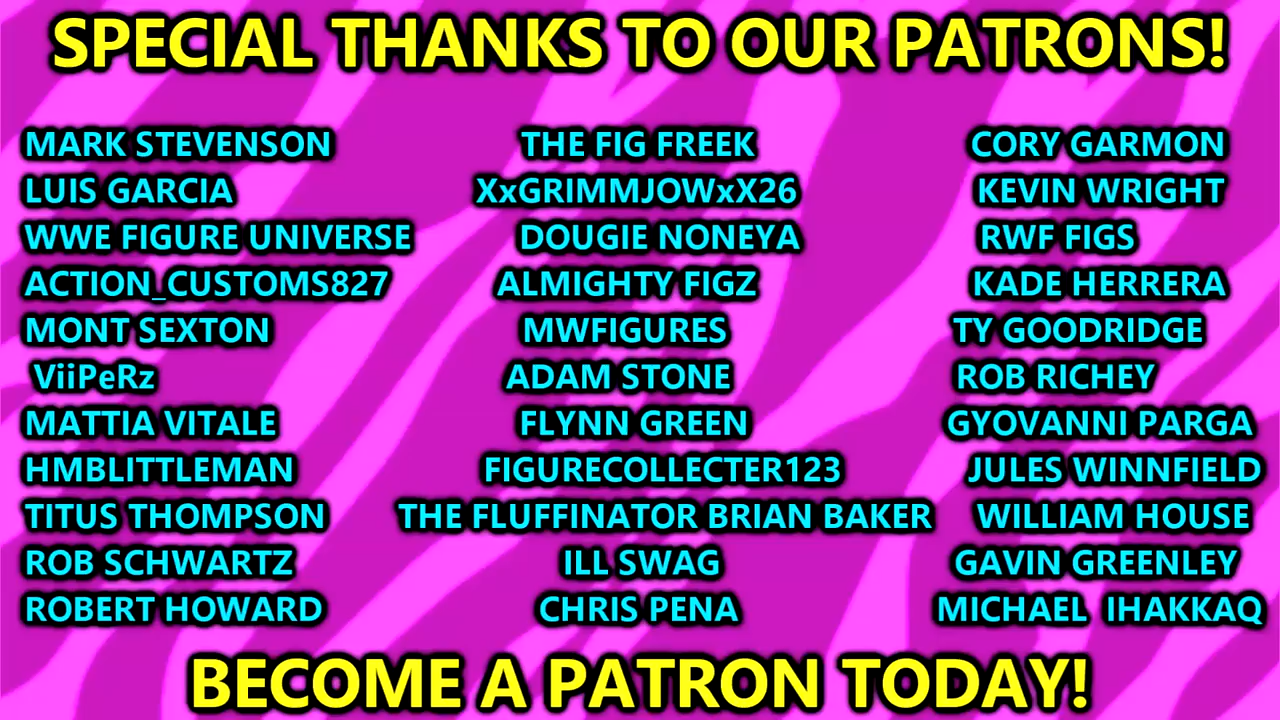 SPECIAL THANKS TO OUR PATRONS!
MARK STEVENSON
LUIS GARCIA
WWE FIGURE UNIVERSE
ACTION_CUSTOMS827
MONT SEXTON
ViiPeRz
MATTIA VITALE
HMBLITTLEMAN
TITUS THOMPSON
ROB SCHWARTZ
ROBERT HOWARD
THE FIG FREEK
XxGRIMMJOWxX26
DOUGIE NONEYA
ALMIGHTY FIGZ
MWFIGURES
ADAM STONE
FLYNN GREEN
FIGURECOLLECTER123
THE FLUFFINATOR BRIAN BAKER
ILL SWAG
CHRIS PENA
CORY GARMON
KEVIN WRIGHT
RWF FIGS
KADE HERRERA
TY GOODRIDGE
ROB RICHEY
GYOVANNI PARGA
JULES WINNFIELD
WILLIAM HOUSE
GAVIN GREENLEY
MICHAEL IHAKKAQ
BECOME A PATRON TODAY!